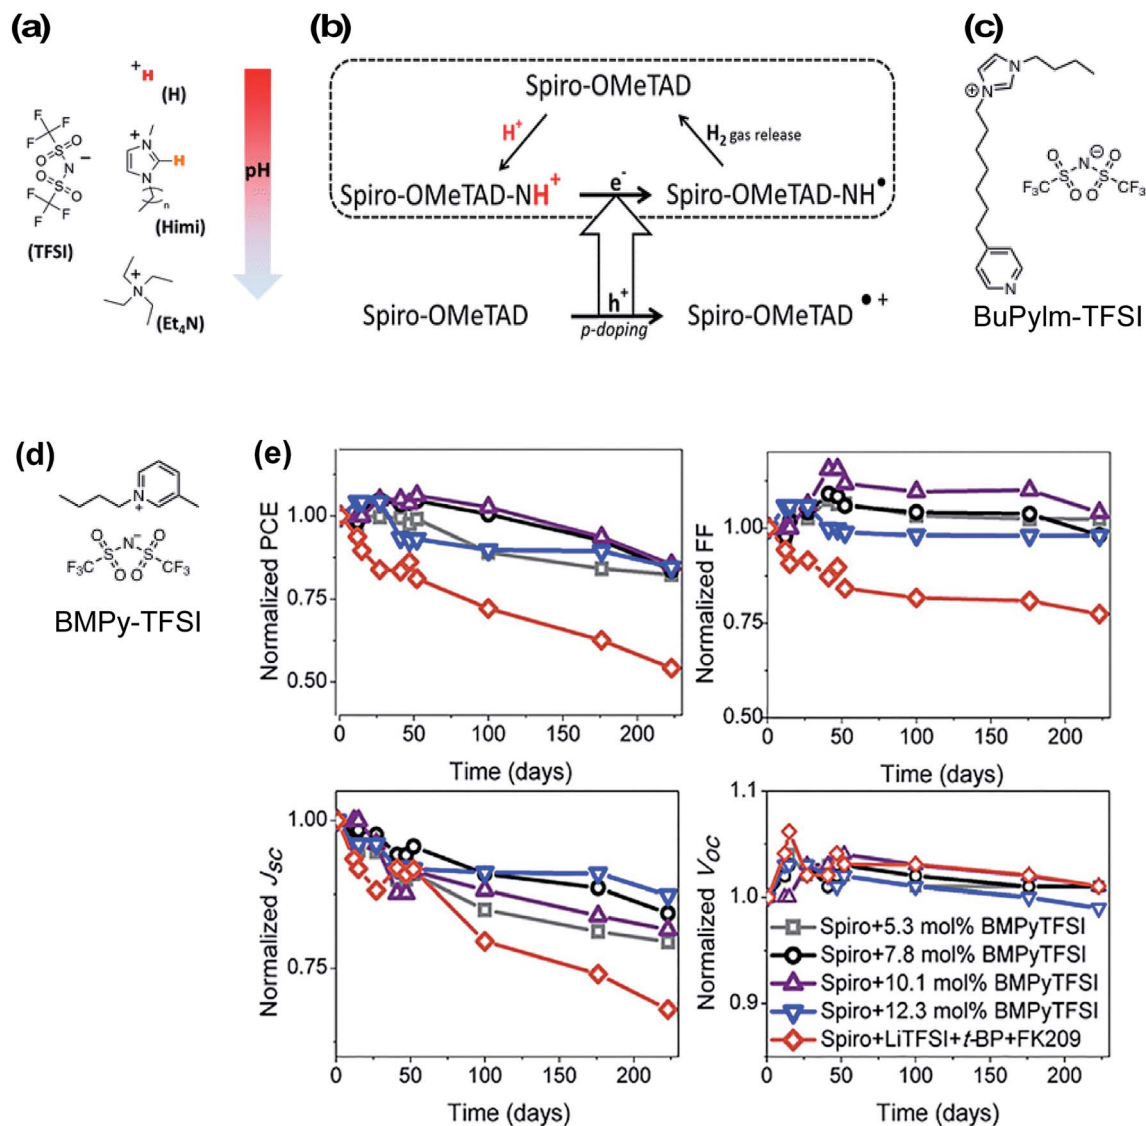 (a)
+
H
(H)
F F
F
O
S
O
N −
O
S
O
F
F F
(TFSI)
+
N
H
N
n
(Himi)
+
N
(Et4N)
pH
(b)
Spiro-OMeTAD
H+
H2 gas release
Spiro-OMeTAD-NH+
e-
Spiro-OMeTAD-NH•
h+
Spiro-OMeTAD
p-doping
Spiro-OMeTAD•+
(c)
N
N
⊕
N
O O ⊖ O O
S N S
F3C CF3
BuPyIm-TFSI
(d)
N
+
O N− O
S S
F3C O O CF3
BMPy-TFSI
(e)
Normalized PCE
1.00
0.75
0.50
0 50 100 150 200
Time (days)
Normalized FF
1.00
0.75
0.50
0 50 100 150 200
Time (days)
Normalized JSC
1.00
0.75
0 50 100 150 200
Time (days)
Normalized VOC
1.1
1.0
0.9
Spiro+5.3 mol% BMPyTFSI
Spiro+7.8 mol% BMPyTFSI
Spiro+10.1 mol% BMPyTFSI
Spiro+12.3 mol% BMPyTFSI
Spiro+LiTFSI+t-BP+FK209
0 50 100 150 200
Time (days)